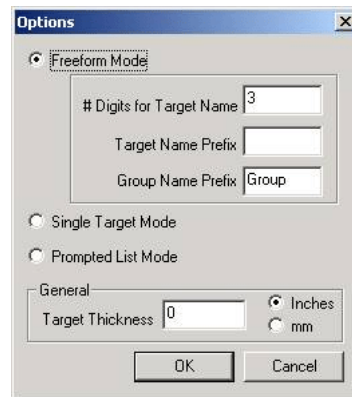 Options
Freeform Mode
# Digits for Target Name 3
Target Name Prefix
Group Name Prefix Group
Single Target Mode
Prompted List Mode
General
Target Thickness 0
Inches
mm
OK Cancel